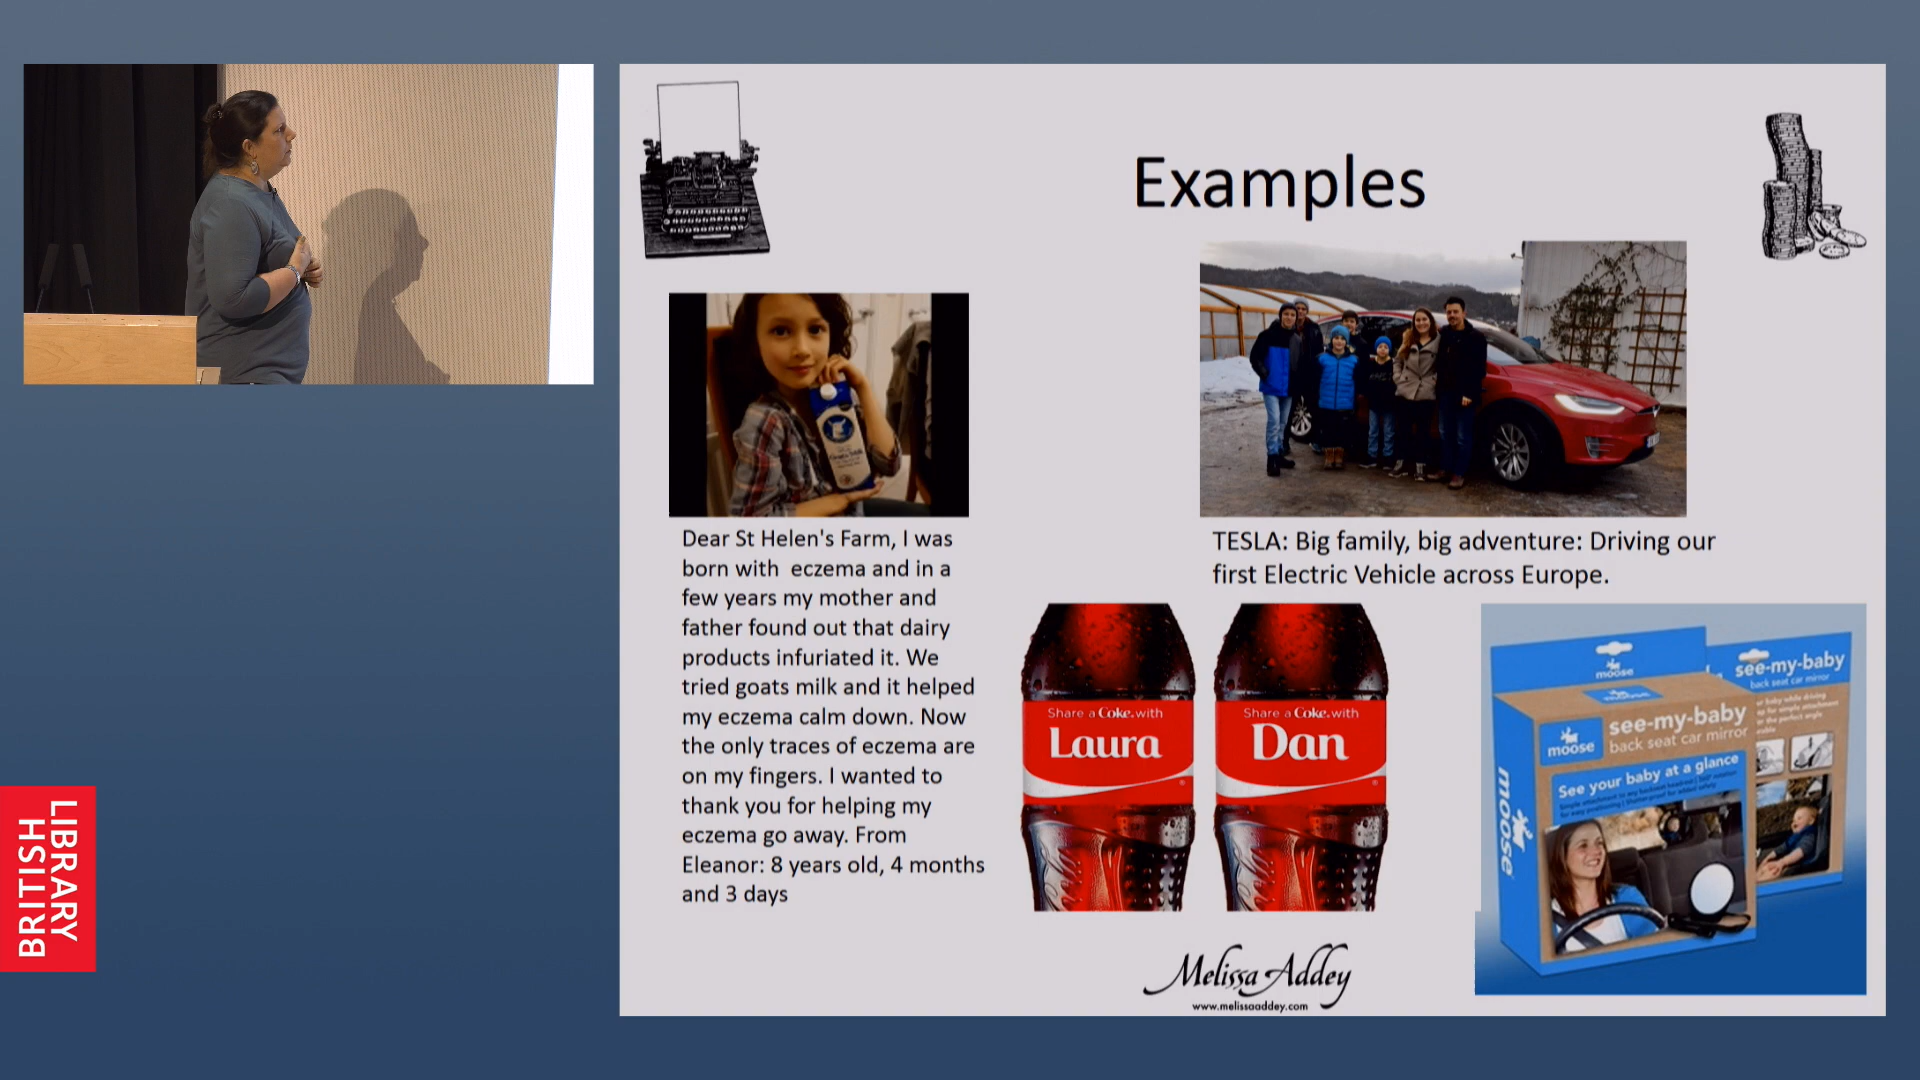 Examples
Dear St Helen's Farm, I was
born with eczema and in a
few years my mother and
father found out that dairy
products infuriated it. We
tried goats milk and it helped
my eczema calm down. Now
the only traces of eczema are
on my fingers. I wanted to
thank you for helping my
eczema go away. From
Eleanor: 8 years old, 4 months
and 3 days
TESLA: Big family, big adventure: Driving our
first Electric Vehicle across Europe.
Share a Coke with
Laura
Share a Coke with
Dan
moose
see-my-baby
back seat car mirror
moose
see-my-baby
back seat car mirror
See your baby at a glance
moose
Melissa Addey
www.melissaaddey.com
BRITISH
LIBRARY